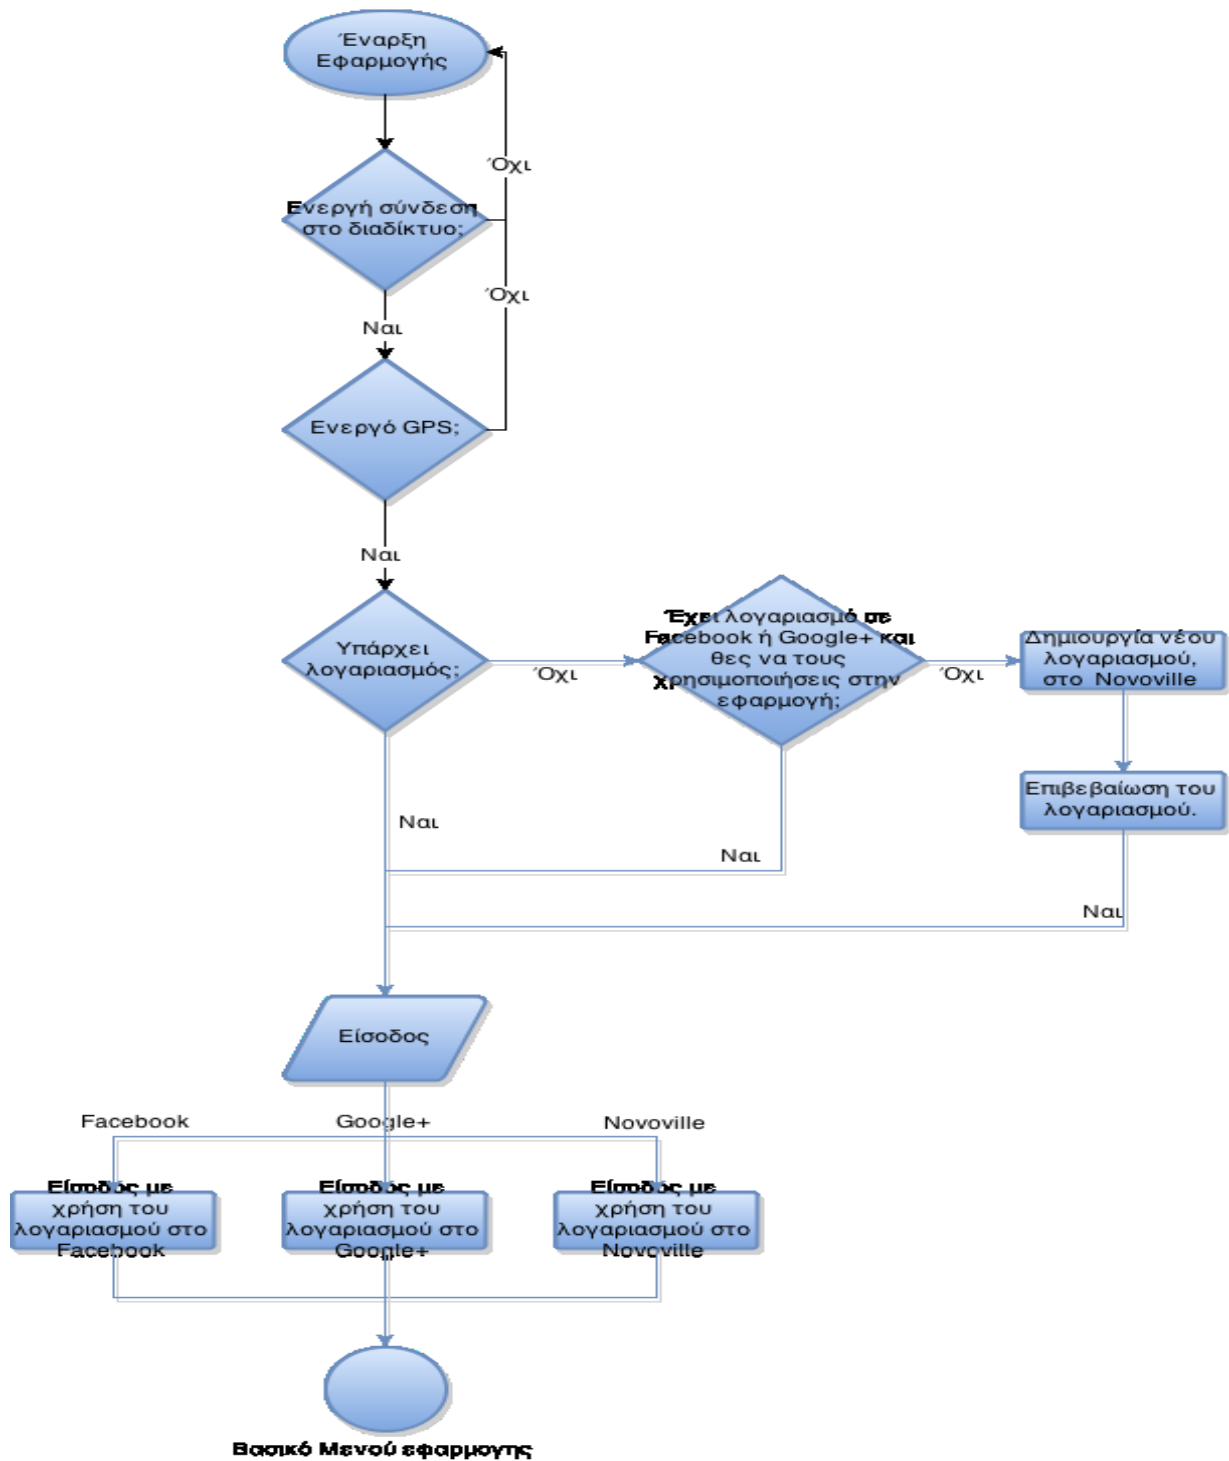 Έναρξη
Εφαρμογής
Όχι
Ενεργή σύνδεση
στο διαδίκτυο;
Όχι
Ναι
Ενεργό GPS;
Ναι
Υπάρχει
λογαριασμός;
Όχι
Έχει λογαριασμό σε
Facebook ή Google+ και
θες να τους
χρησιμοποιήσεις στην
εφαρμογή;
Όχι
Δημιουργία νέου
λογαριασμού,
στο Novoville
Επιβεβαίωση του
λογαριασμού.
Ναι
Ναι
Ναι
Είσοδος
Facebook
Google+
Novoville
Είσοδος με
χρήση του
λογαριασμού στο
Facebook
Είσοδος με
χρήση του
λογαριασμού στο
Google+
Είσοδος με
χρήση του
λογαριασμού στο
Novoville
Βασικό Μενού εφαρμογης